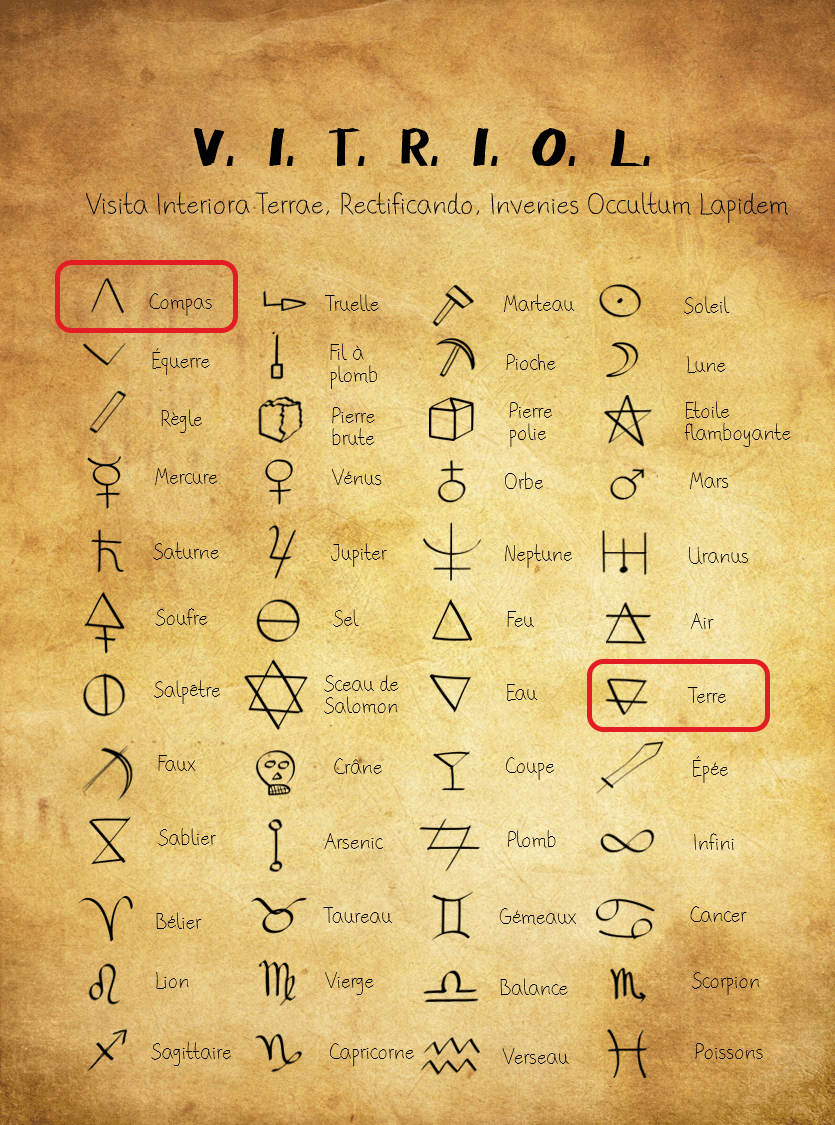 V. I. T. R. I. O. L.
Visita Interiora Terrae, Rectificando, Invenies Occultum Lapidem
Compas Truelle Marteau Soleil
Équerre Fil à plomb Pioche Lune
Règle Pierre brute Pierre polie Etoile flamboyante
Mercure Vénus Orbe Mars
Saturne Jupiter Neptune Uranus
Soufre Sel Feu Air
Salpêtre Sceau de Salomon Eau Terre
Faux Crâne Coupe Épée
Sablier Arsenic Plomb Infini
Bélier Taureau Gémeaux Cancer
Lion Vierge Balance Scorpion
Sagittaire Capricorne Verseau Poissons